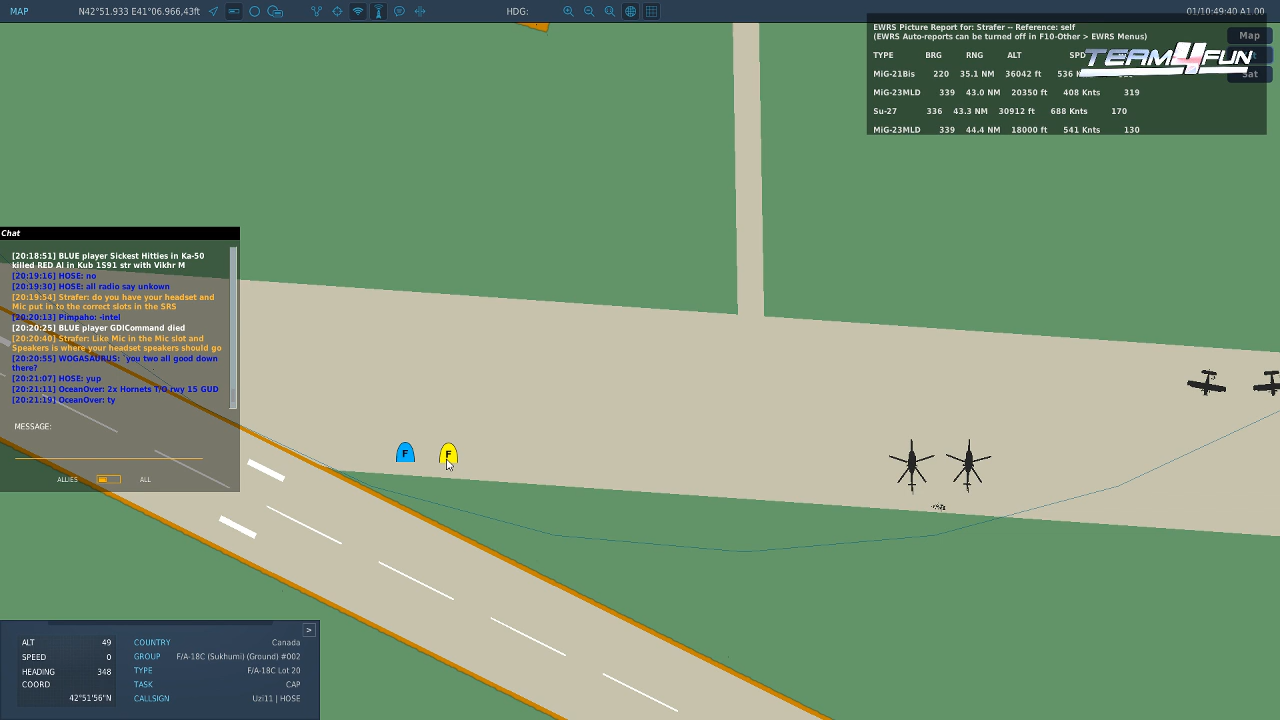 MAP
N42°51.933 E41°06.966,43ft
HDG:
01/10:49:40 A1.00
EWRS Picture Report for: Strafer -- Reference: self
(EWRS Auto-reports can be turned off in F10-Other > EWRS Menus)
TYPE BRG RNG ALT SPD
MiG-21Bis 220 35.1 NM 36042 ft 536
MiG-23MLD 339 43.0 NM 20350 ft 408 Knts 319
Su-27 336 43.3 NM 30912 ft 688 Knts 170
MiG-23MLD 339 44.4 NM 18000 ft 541 Knts 130
Map
Sat
TEAM4FUN
Chat
[20:18:51] BLUE player Sickest Hitties in Ka-50
killed RED AI in Kub 1S91 str with Vikhr M
[20:19:16] HOSE: no
[20:19:30] HOSE: all radio say unkown
[20:19:54] Strafer: do you have your headset and
Mic put in to the correct slots in the SRS
[20:20:13] Pimpaho: -intel
[20:20:25] BLUE player GDICommand died
[20:20:40] Strafer: Like Mic in the Mic slot and
Speakers is where your headset speakers should go
[20:20:55] WOGASAURUS: `you two all good down
there?
[20:21:07] HOSE: yup
[20:21:11] OceanOver: 2x Hornets T/O rwy 15 GUD
[20:21:19] OceanOver: ty
MESSAGE:
ALLIES ALL
F F
>
ALT 49
SPEED 0
HEADING 348
COORD
42°51'56"N
COUNTRY Canada
GROUP F/A-18C (Sukhumi) (Ground) #002
TYPE F/A-18C Lot 20
TASK CAP
CALLSIGN Uzi11 | HOSE